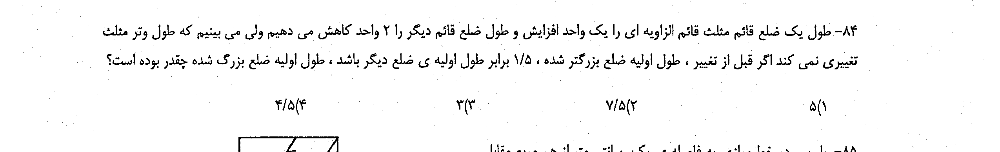 ۸۴- طول یک ضلع قائم مثلث قائم الزاویه ای را یک واحد افزایش و طول ضلع قائم دیگر را ۲ واحد کاهش می دهیم ولی می بینیم که طول وتر مثلث
تغییری نمی کند اگر قبل از تغییر ، طول اولیه ضلع بزرگتر شده ، ۱/۵ برابر طول اولیه ی ضلع دیگر باشد ، طول اولیه ضلع بزرگ شده چقدر بوده است؟
۱)۵ ۲)۷/۵ ۳)۳ ۴)۴/۵
۸۵-